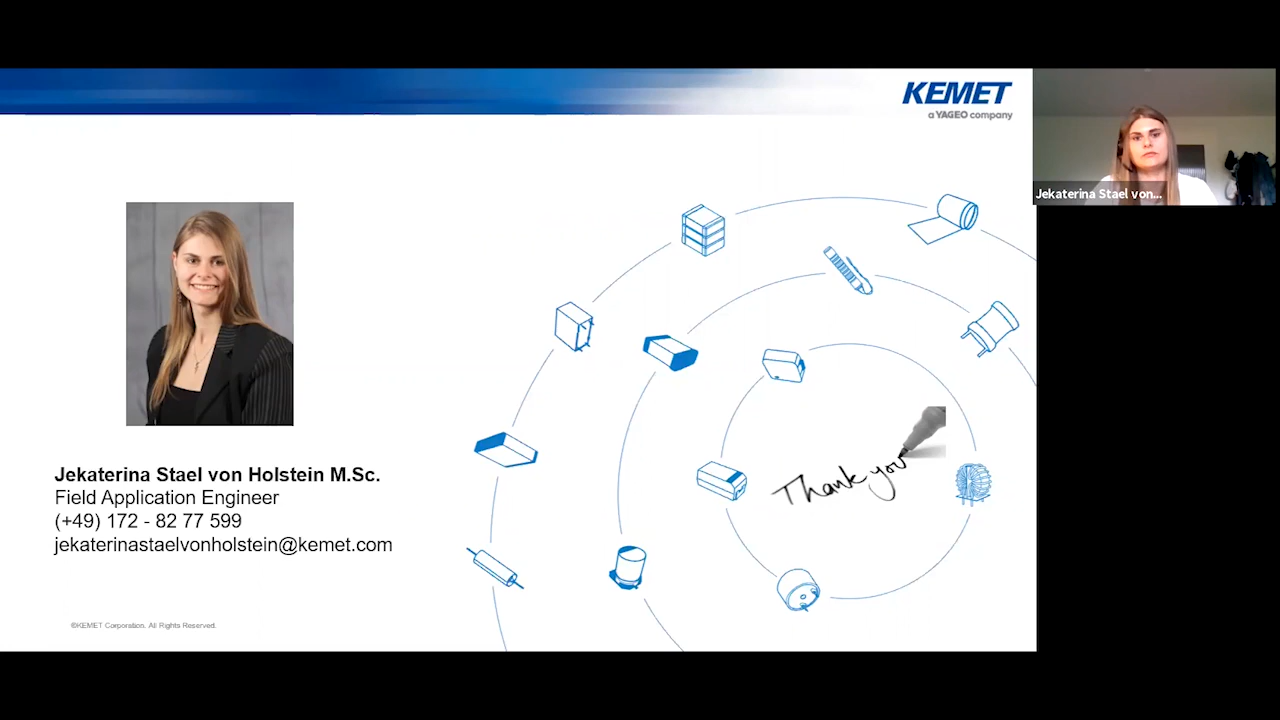 KEMET
a YAGEO company
Jekaterina Stael von...
Thank you
Jekaterina Stael von Holstein M.Sc.
Field Application Engineer
(+49) 172 - 82 77 599
jekaterinastaelvonholstein@kemet.com
©KEMET Corporation. All Rights Reserved.